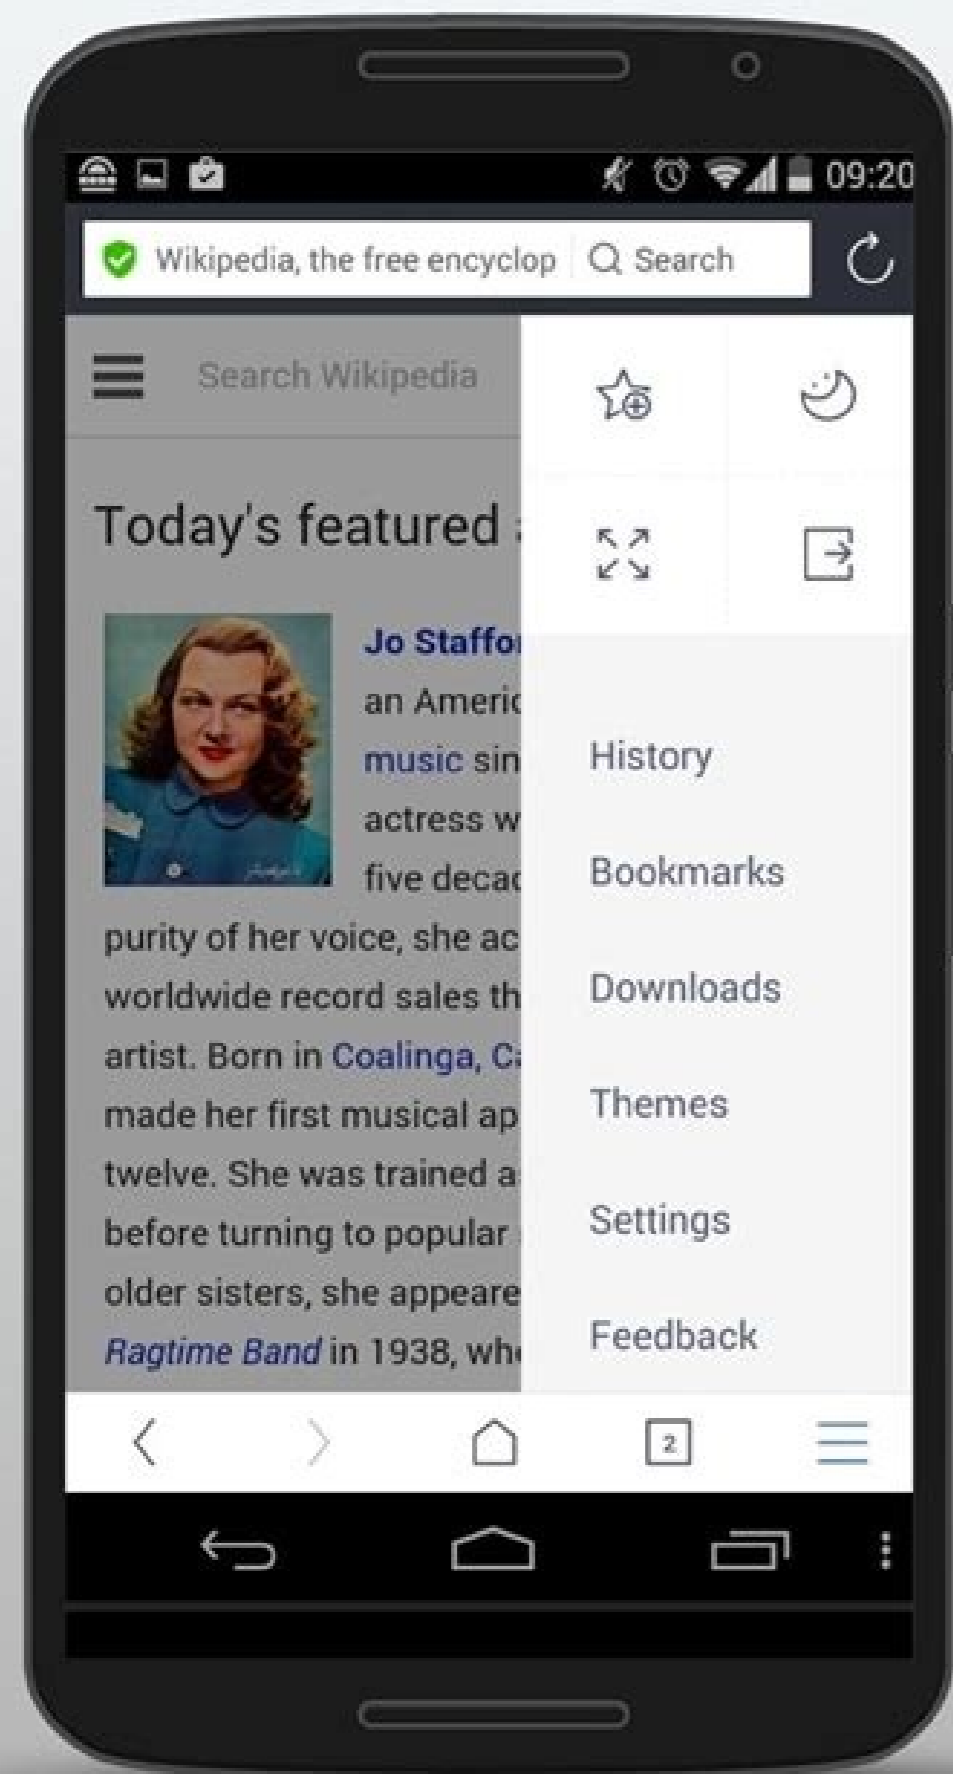 09:20
Wikipedia, the free encyclop
Search
Search Wikipedia
Today's featured
Jo Staffor
an Americ
music sin
actress w
five decad
purity of her voice, she ac
worldwide record sales th
artist. Born in Coalinga, Ca
made her first musical ap
twelve. She was trained a
before turning to popular
older sisters, she appeare
Ragtime Band in 1938, whe
History
Bookmarks
Downloads
Themes
Settings
Feedback
2